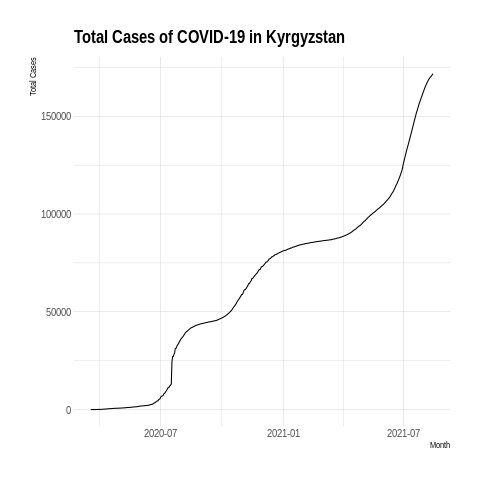 Total Cases of COVID-19 in Kyrgyzstan
Total Cases
150000
100000
50000
0
2020-07
2021-01
2021-07
Month